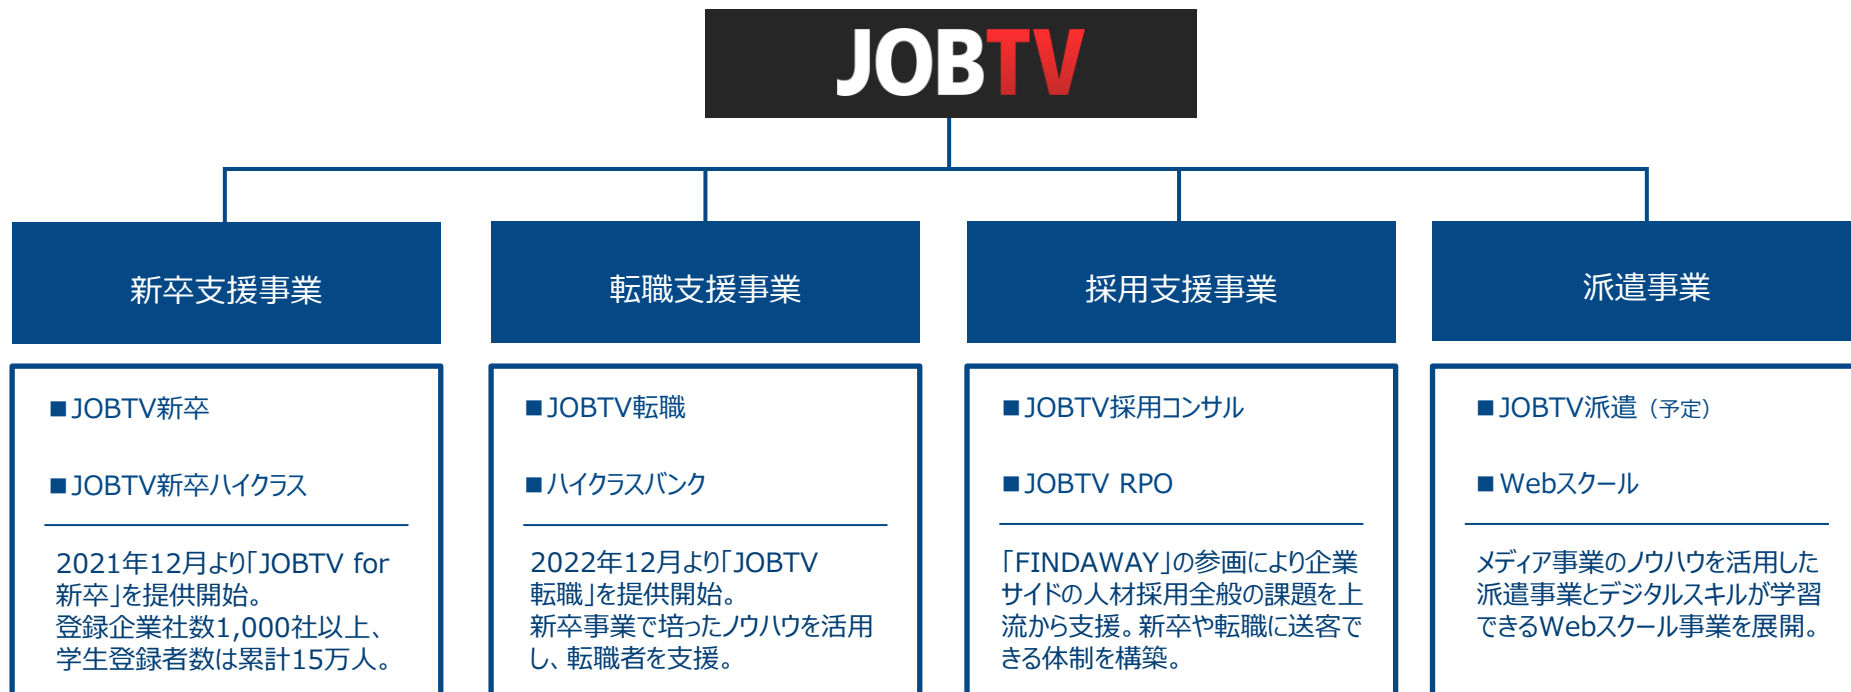 JOBTV
新卒支援事業
転職支援事業
採用支援事業
派遣事業
■JOBTV新卒
■JOBTV新卒ハイクラス
2021年12月より「JOBTV for
新卒」を提供開始。
登録企業社数1,000社以上、
学生登録者数は累計15万人。
■JOBTV転職
■ハイクラスバンク
2022年12月より「JOBTV
転職」を提供開始。
新卒事業で培ったノウハウを活用
し、転職者を支援。
■JOBTV採用コンサル
■JOBTV RPO
「FINDAWAY」の参画により企業
サイドの人材採用全般の課題を上
流から支援。新卒や転職に送客で
きる体制を構築。
■JOBTV派遣（予定）
■Webスクール
メディア事業のノウハウを活用した
派遣事業とデジタルスキルが学習
できるWebスクール事業を展開。